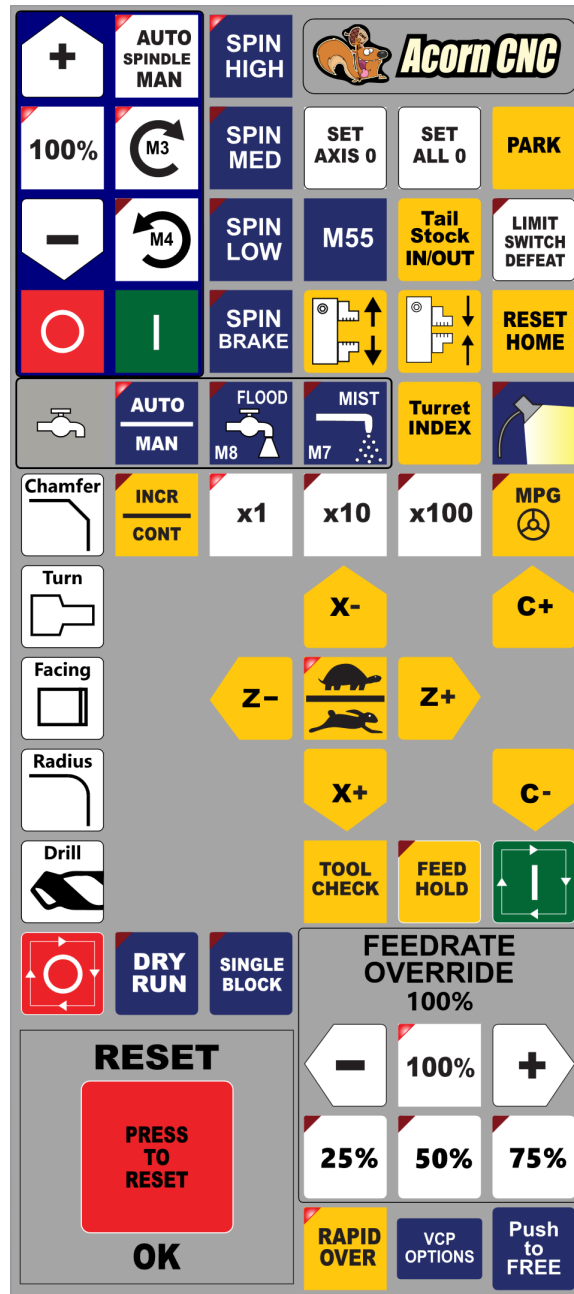 +
AUTO
SPINDLE
MAN
SPIN
HIGH
Acorn CNC
100%
M3
SPIN
MED
SET
AXIS 0
SET
ALL 0
PARK
−
M4
SPIN
LOW
M55
Tail
Stock
IN/OUT
LIMIT
SWITCH
DEFEAT
SPIN
BRAKE
RESET
HOME
AUTO
MAN
FLOOD
M8
MIST
M7
Turret
INDEX
Chamfer
INCR
CONT
x1
x10
x100
MPG
Turn
X-
C+
Facing
Z-
Z+
Radius
X+
C-
Drill
TOOL
CHECK
FEED
HOLD
DRY
RUN
SINGLE
BLOCK
FEEDRATE
OVERRIDE
100%
−
100%
+
25%
50%
75%
RESET
PRESS
TO
RESET
OK
RAPID
OVER
VCP
OPTIONS
Push
to
FREE